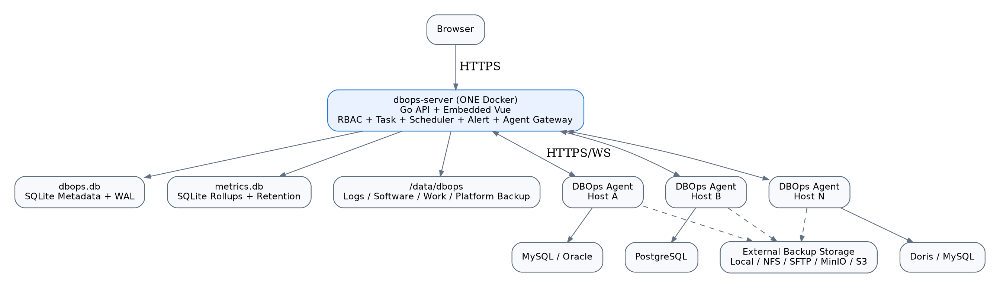 Browser
HTTPS
dbops-server (ONE Docker)
Go API + Embedded Vue
RBAC + Task + Scheduler + Alert + Agent Gateway
HTTPS/WS
dbops.db
SQLite Metadata + WAL
metrics.db
SQLite Rollups + Retention
/data/dbops
Logs / Software / Work / Platform Backup
DBOps Agent
Host A
DBOps Agent
Host B
DBOps Agent
Host N
MySQL / Oracle
PostgreSQL
External Backup Storage
Local / NFS / SFTP / MinIO / S3
Doris / MySQL